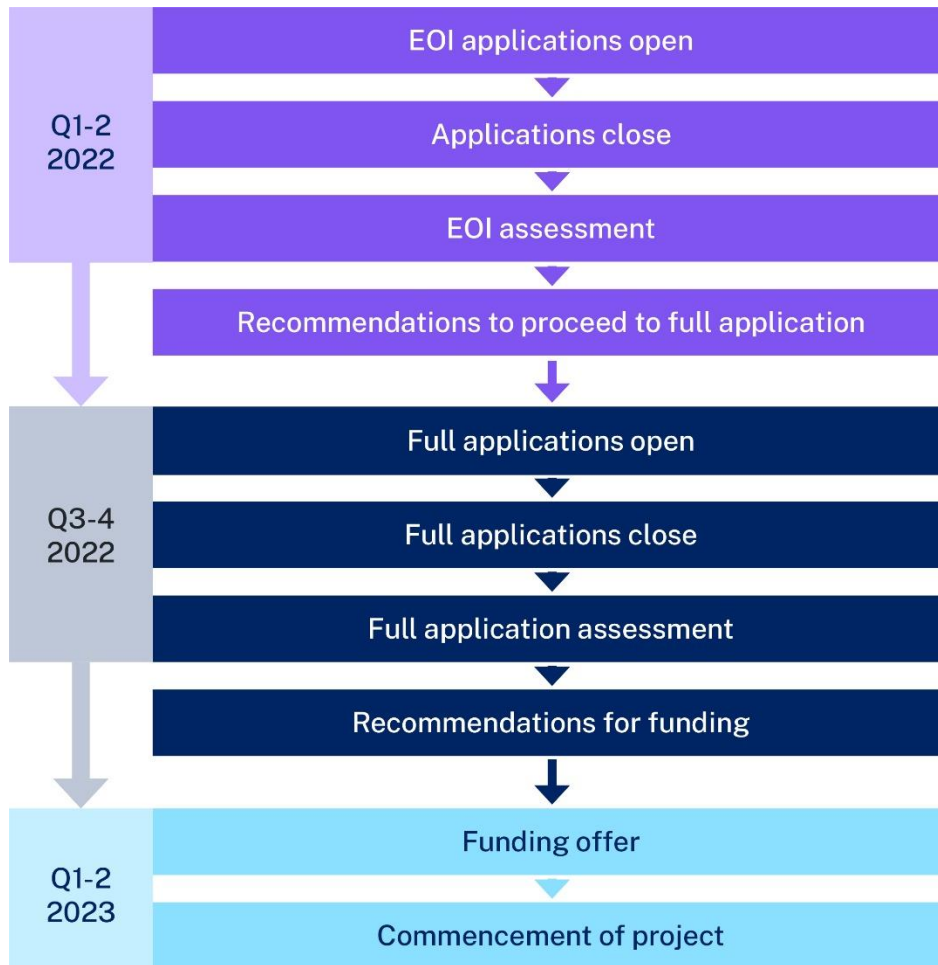 Q1-2
2022
EOI applications open
Applications close
EOI assessment
Recommendations to proceed to full application
Q3-4
2022
Full applications open
Full applications close
Full application assessment
Recommendations for funding
Q1-2
2023
Funding offer
Commencement of project